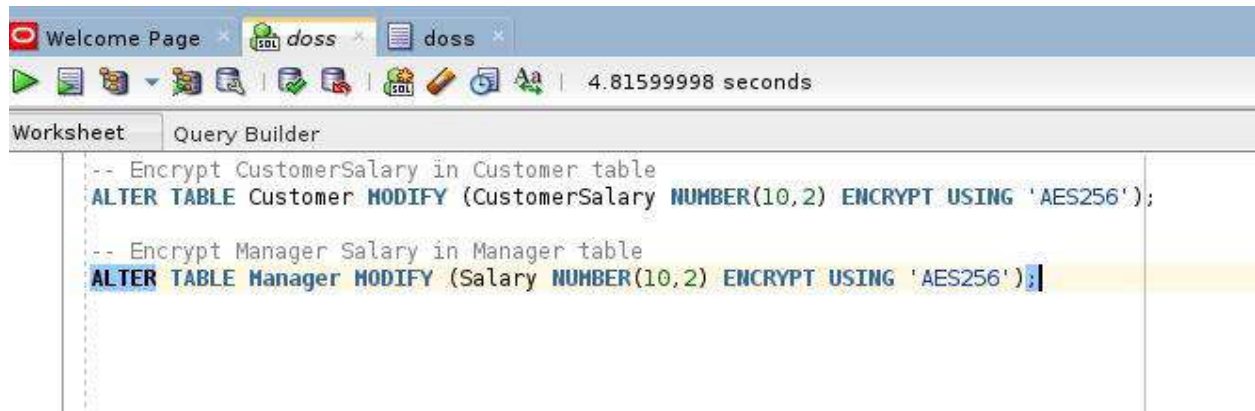 Welcome Page doss doss
4.81599998 seconds
Worksheet Query Builder
-- Encrypt CustomerSalary in Customer table
ALTER TABLE Customer MODIFY (CustomerSalary NUMBER(10,2) ENCRYPT USING 'AES256');
-- Encrypt Manager Salary in Manager table
ALTER TABLE Manager MODIFY (Salary NUMBER(10,2) ENCRYPT USING 'AES256');